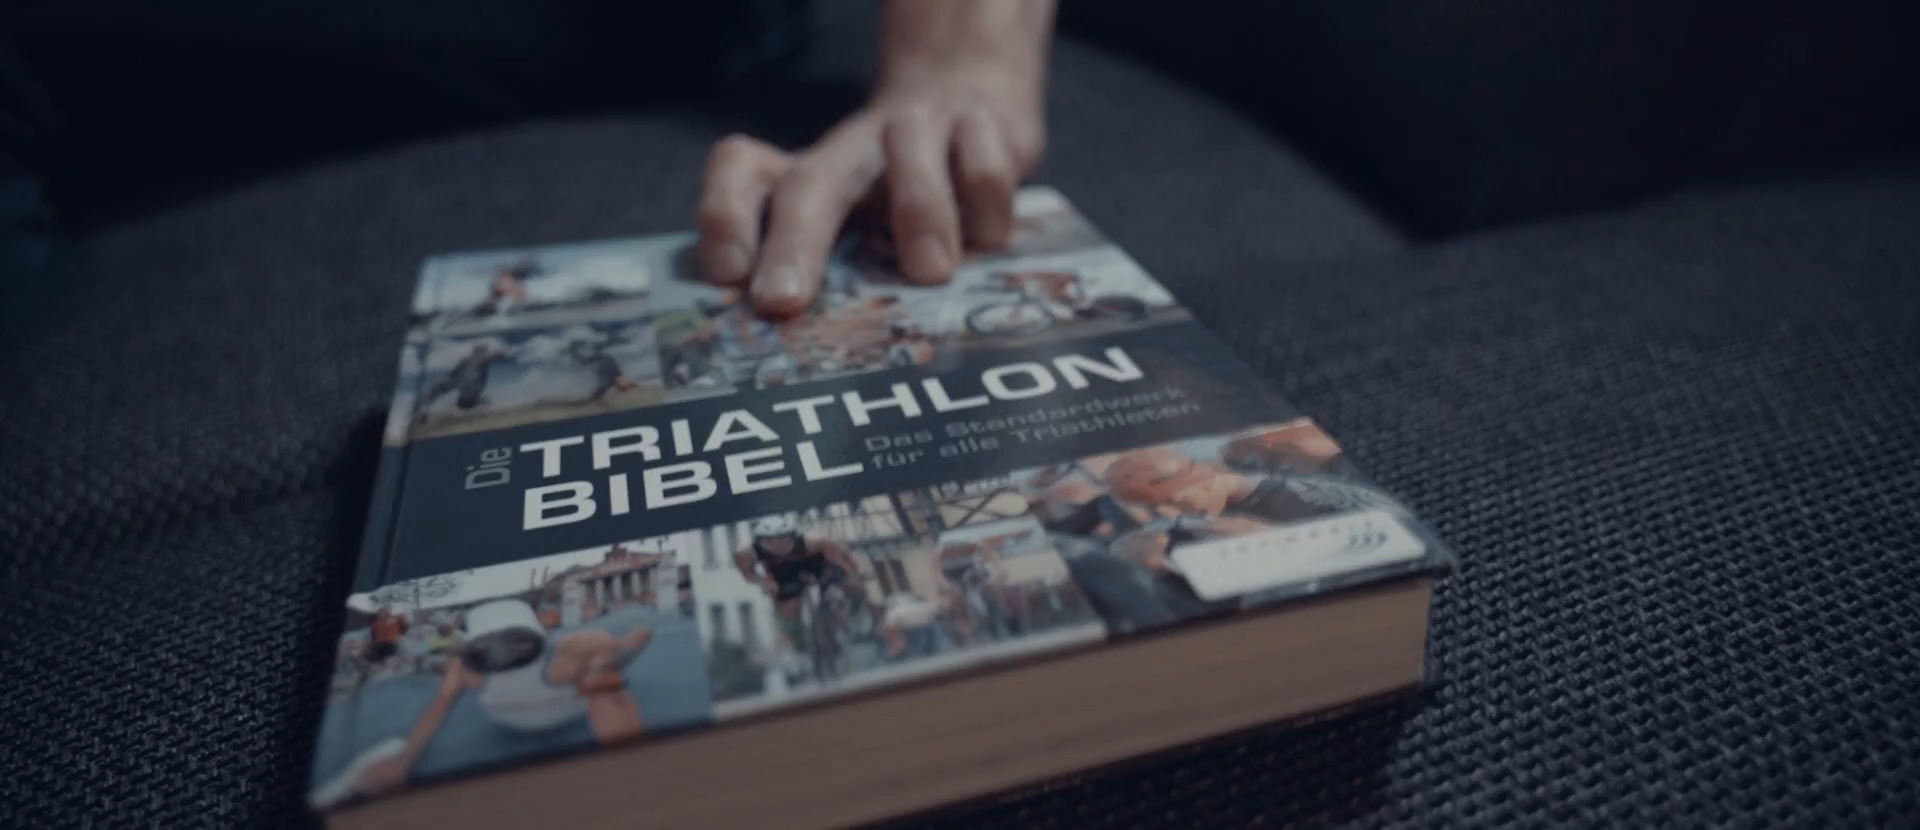 Die
TRIATHLON
BIBEL
Das Standardwerk
für alle Triathleten